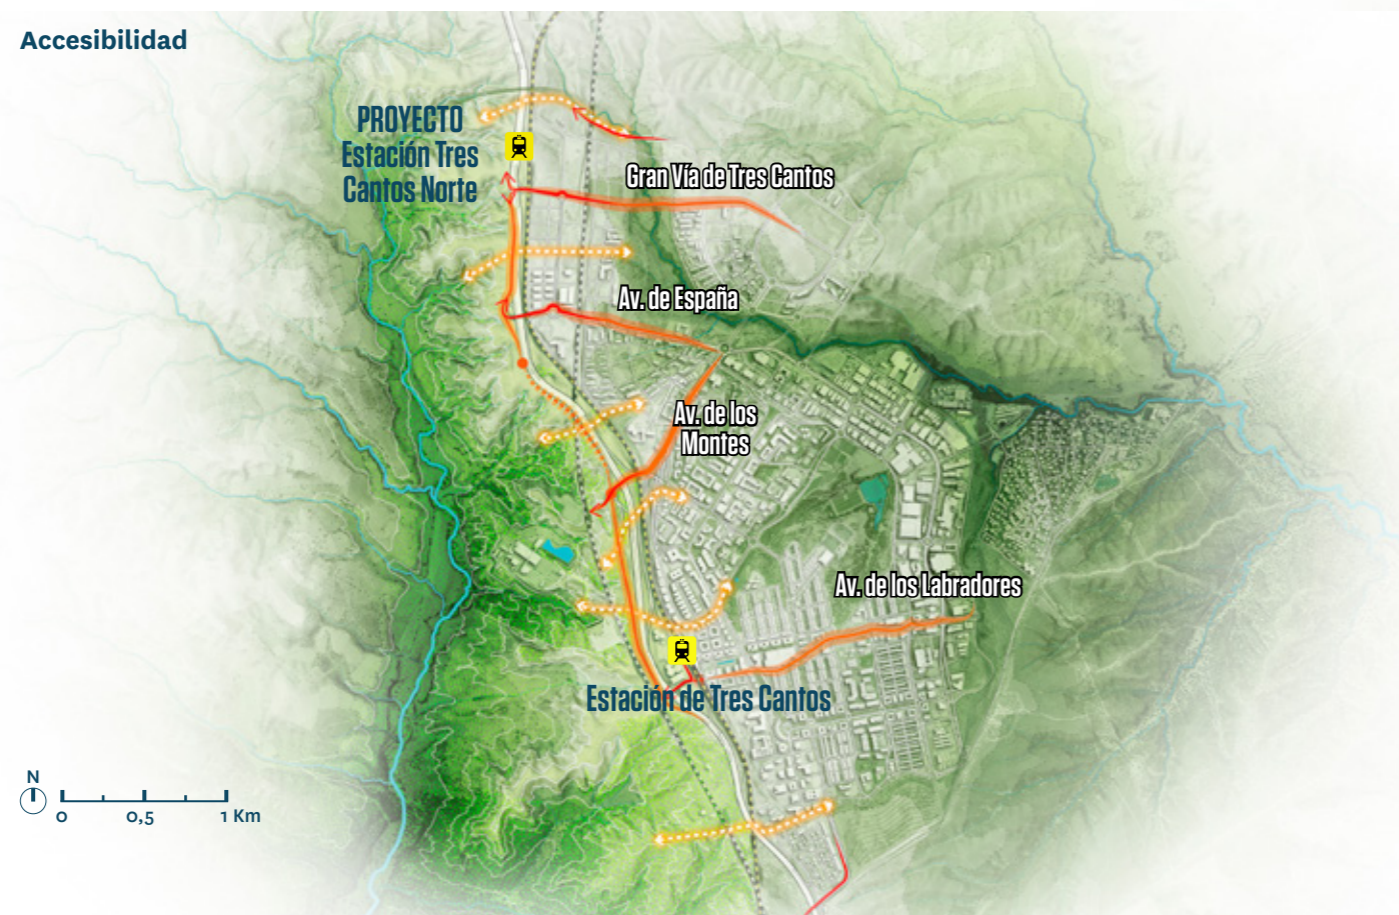 Accesibilidad
PROYECTO
Estación Tres
Cantos Norte
Gran Vía de Tres Cantos
Av. de España
Av. de los
Montes
Av. de los Labradores
Estación de Tres Cantos
N
0 0,5 1 Km